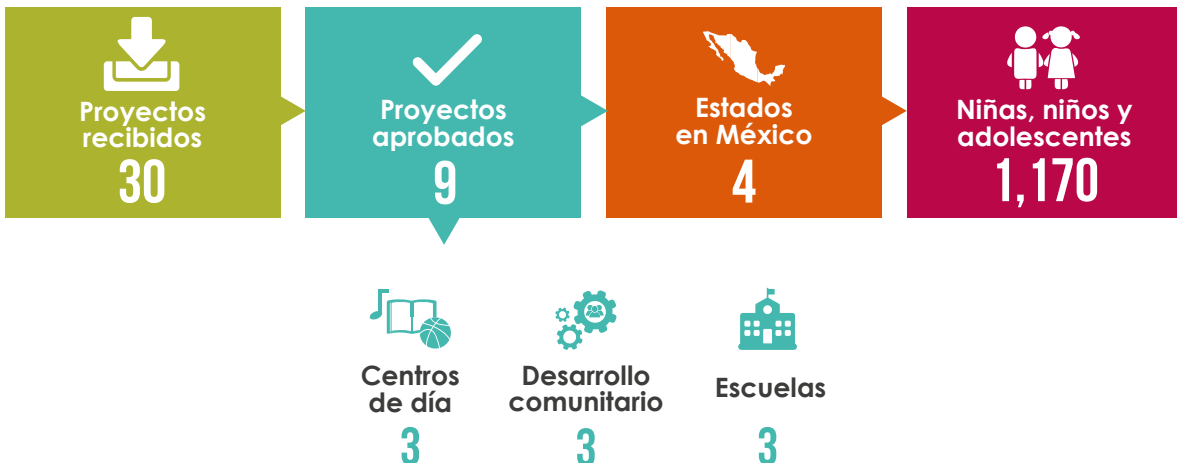 Proyectos
recibidos
30
Proyectos
aprobados
9
Estados
en México
4
Niñas, niños y
adolescentes
1,170
Centros
de día
3
Desarrollo
comunitario
3
Escuelas
3